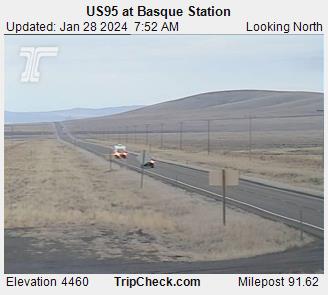 US95 at Basque Station
Updated: Jan 28 2024 7:52 AM Looking North
Elevation 4460 TripCheck.com Milepost 91.62